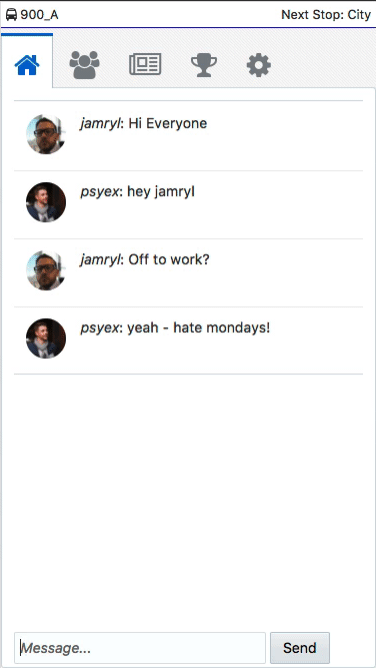 900_A Next Stop: City
jamryl: Hi Everyone
psyex: hey jamryl
jamryl: Off to work?
psyex: yeah - hate mondays!
Message... Send